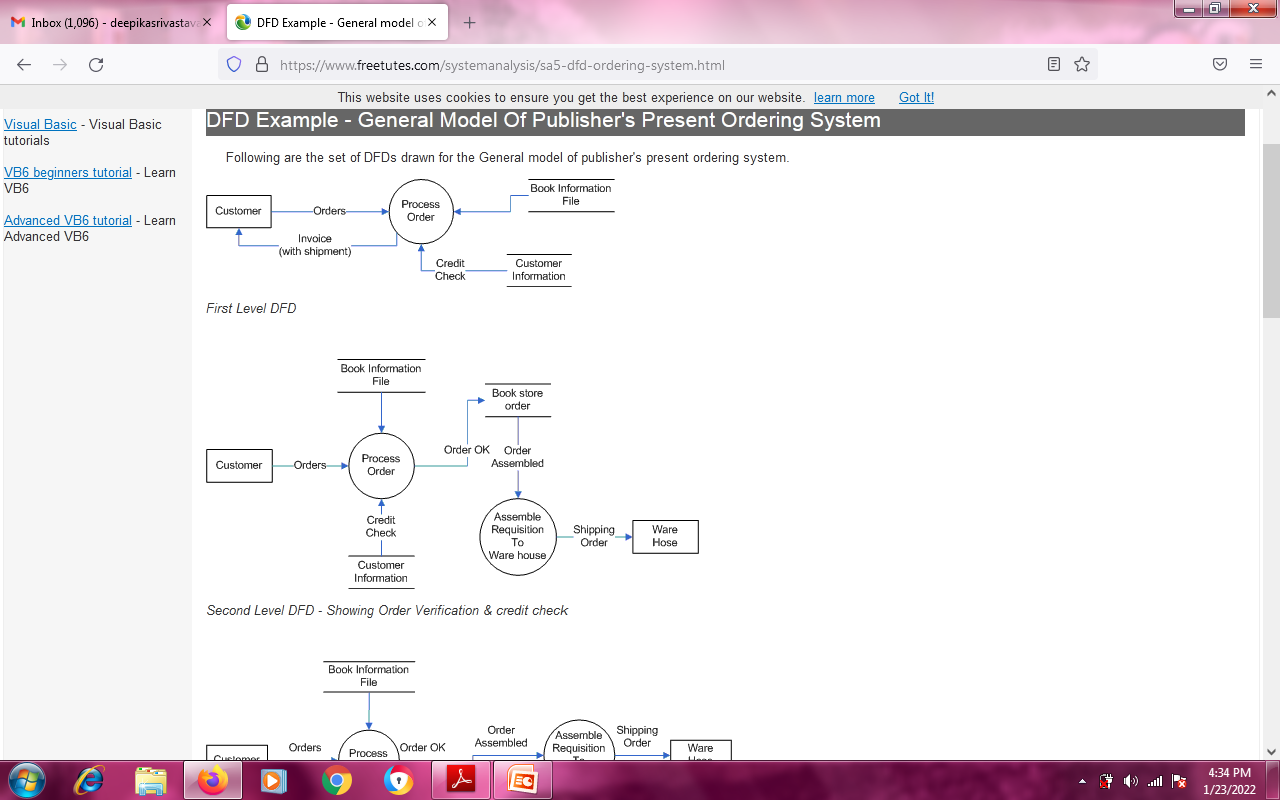 Inbox (1,096) - deepikasrivastava
DFD Example - General model o
https://www.freetutes.com/systemanalysis/sa5-dfd-ordering-system.html
This website uses cookies to ensure you get the best experience on our website. learn more Got It!
Visual Basic - Visual Basic
tutorials
VB6 beginners tutorial - Learn
VB6
Advanced VB6 tutorial - Learn
Advanced VB6
DFD Example - General Model Of Publisher's Present Ordering System
Following are the set of DFDs drawn for the General model of publisher's present ordering system.
Customer
Orders
Process
Order
Book Information
File
Invoice
(with shipment)
Credit
Check
Customer
Information
First Level DFD
Book Information
File
Book store
order
Customer
Orders
Process
Order
Order OK
Order
Assembled
Credit
Check
Customer
Information
Assemble
Requisition
To
Ware house
Shipping
Order
Ware
Hose
Second Level DFD - Showing Order Verification & credit check
Book Information
File
Customer
Orders
Process
Order OK
Order
Assembled
Assemble
Requisition
To
Shipping
Order
Ware
Hose
4:34 PM
1/23/2022